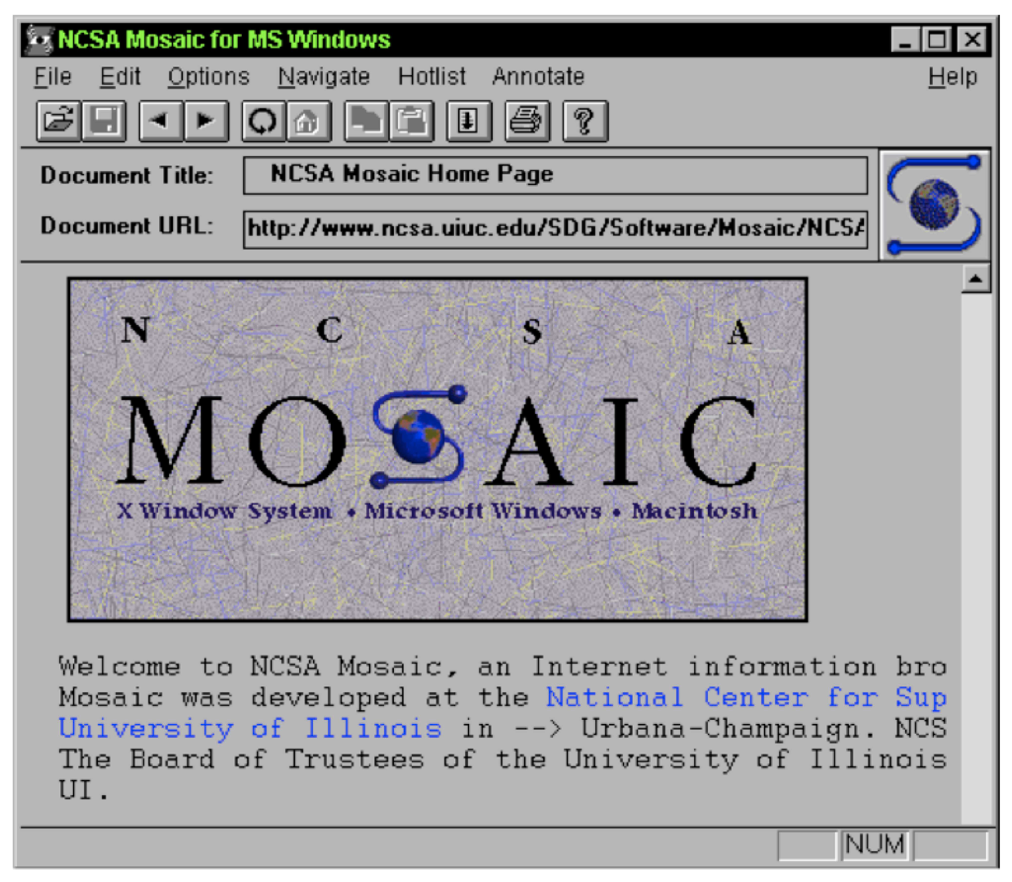 NCSA Mosaic for MS Windows
File Edit Options Navigate Hotlist Annotate Help
Document Title: NCSA Mosaic Home Page
Document URL: http://www.ncsa.uiuc.edu/SDG/Software/Mosaic/NCSA
N C S A
MOSAIC
X Window System • Microsoft Windows • Macintosh
Welcome to NCSA Mosaic, an Internet information bro
Mosaic was developed at the National Center for Sup
University of Illinois in --> Urbana-Champaign. NCS
The Board of Trustees of the University of Illinois
UI.
NUM